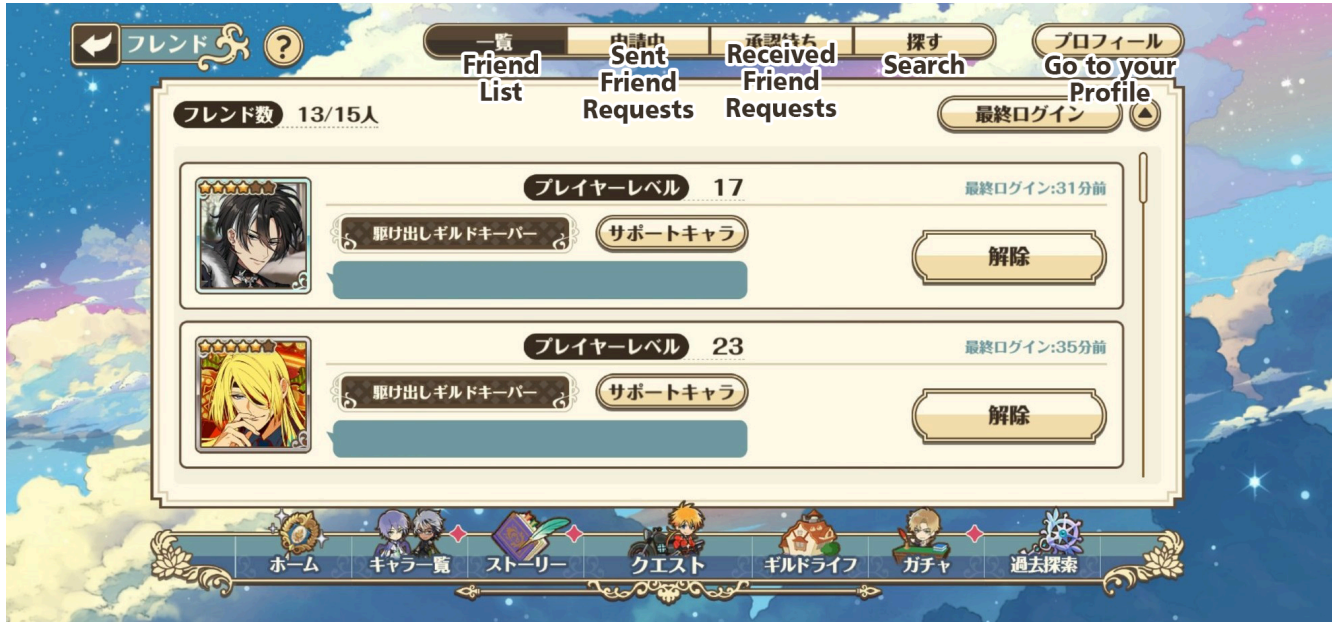 フレンド
?
一覧
申請中
承認待ち
探す
プロフィール
Friend
List
Sent
Friend
Requests
Received
Friend
Requests
Search
Go to your
Profile
フレンド数 13/15人
最終ログイン
プレイヤーレベル 17
最終ログイン:31分前
駆け出しギルドキーパー
サポートキャラ
解除
プレイヤーレベル 23
最終ログイン:35分前
駆け出しギルドキーパー
サポートキャラ
解除
ホーム
キャラ一覧
ストーリー
クエスト
ギルドライフ
ガチャ
過去探索